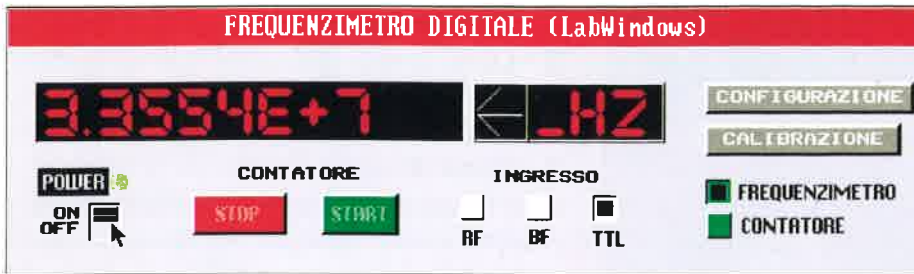 FREQUENZIMETRO DIGITALE (LabWindows)
3.3554E+7
_HZ
CONFIGURAZIONE
CALIBRAZIONE
POWER
ON
OFF
CONTATORE
STOP
START
INGRESSO
RF
BF
TTL
FREQUENZIMETRO
CONTATORE